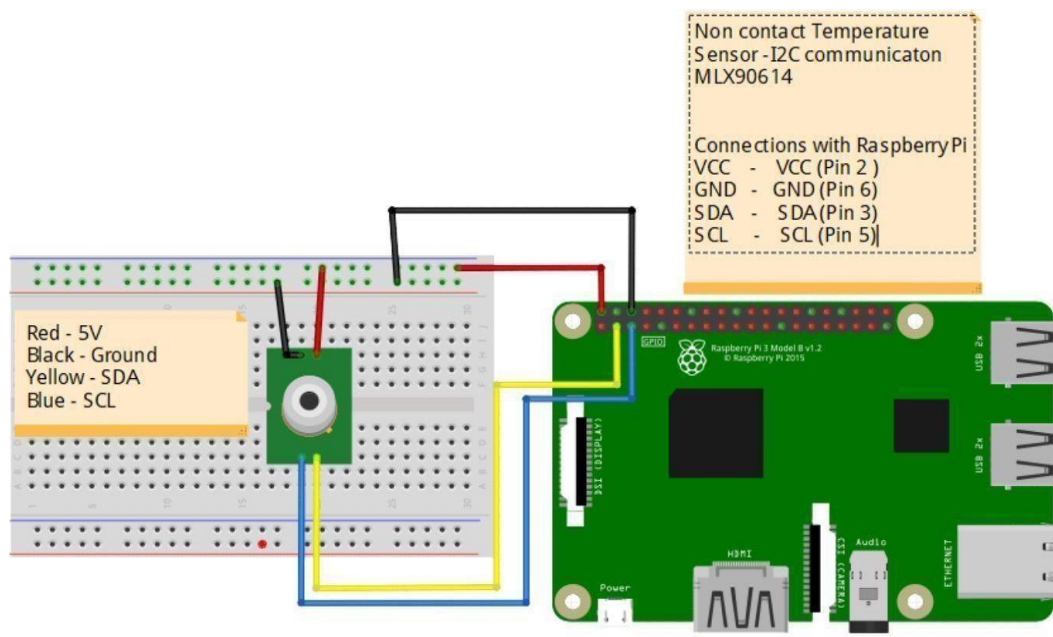 Non contact Temperature
Sensor -I2C communicaton
MLX90614
Connections with Raspberry Pi
VCC - VCC (Pin 2 )
GND - GND (Pin 6)
SDA - SDA (Pin 3)
SCL - SCL (Pin 5)
Red - 5V
Black - Ground
Yellow - SDA
Blue - SCL
GPIO
Raspberry Pi 3 Model B v1.2
© Raspberry Pi 2015
USB 2x
USB 2x
DSI (DISPLAY)
HDMI
CSI (CAMERA)
Audio
ETHERNET
Power